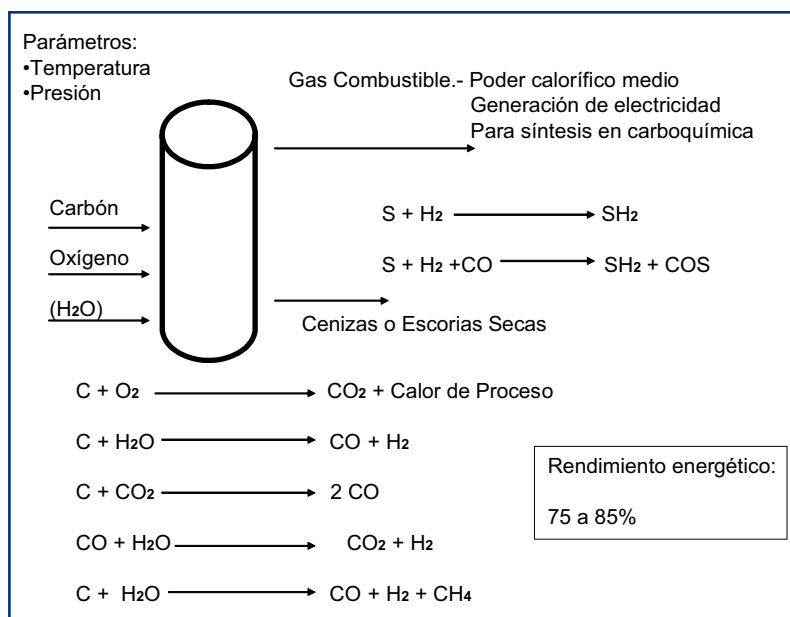 Parámetros:
•Temperatura
•Presión
Gas Combustible.- Poder calorífico medio
Generación de electricidad
Para síntesis en carboquímica
Carbón
Oxígeno
(H2O)
S + H2 → SH2
S + H2 +CO → SH2 + COS
Cenizas o Escorias Secas
C + O2 → CO2 + Calor de Proceso
C + H2O → CO + H2
C + CO2 → 2 CO
CO + H2O → CO2 + H2
C + H2O → CO + H2 + CH4
Rendimiento energético:
75 a 85%